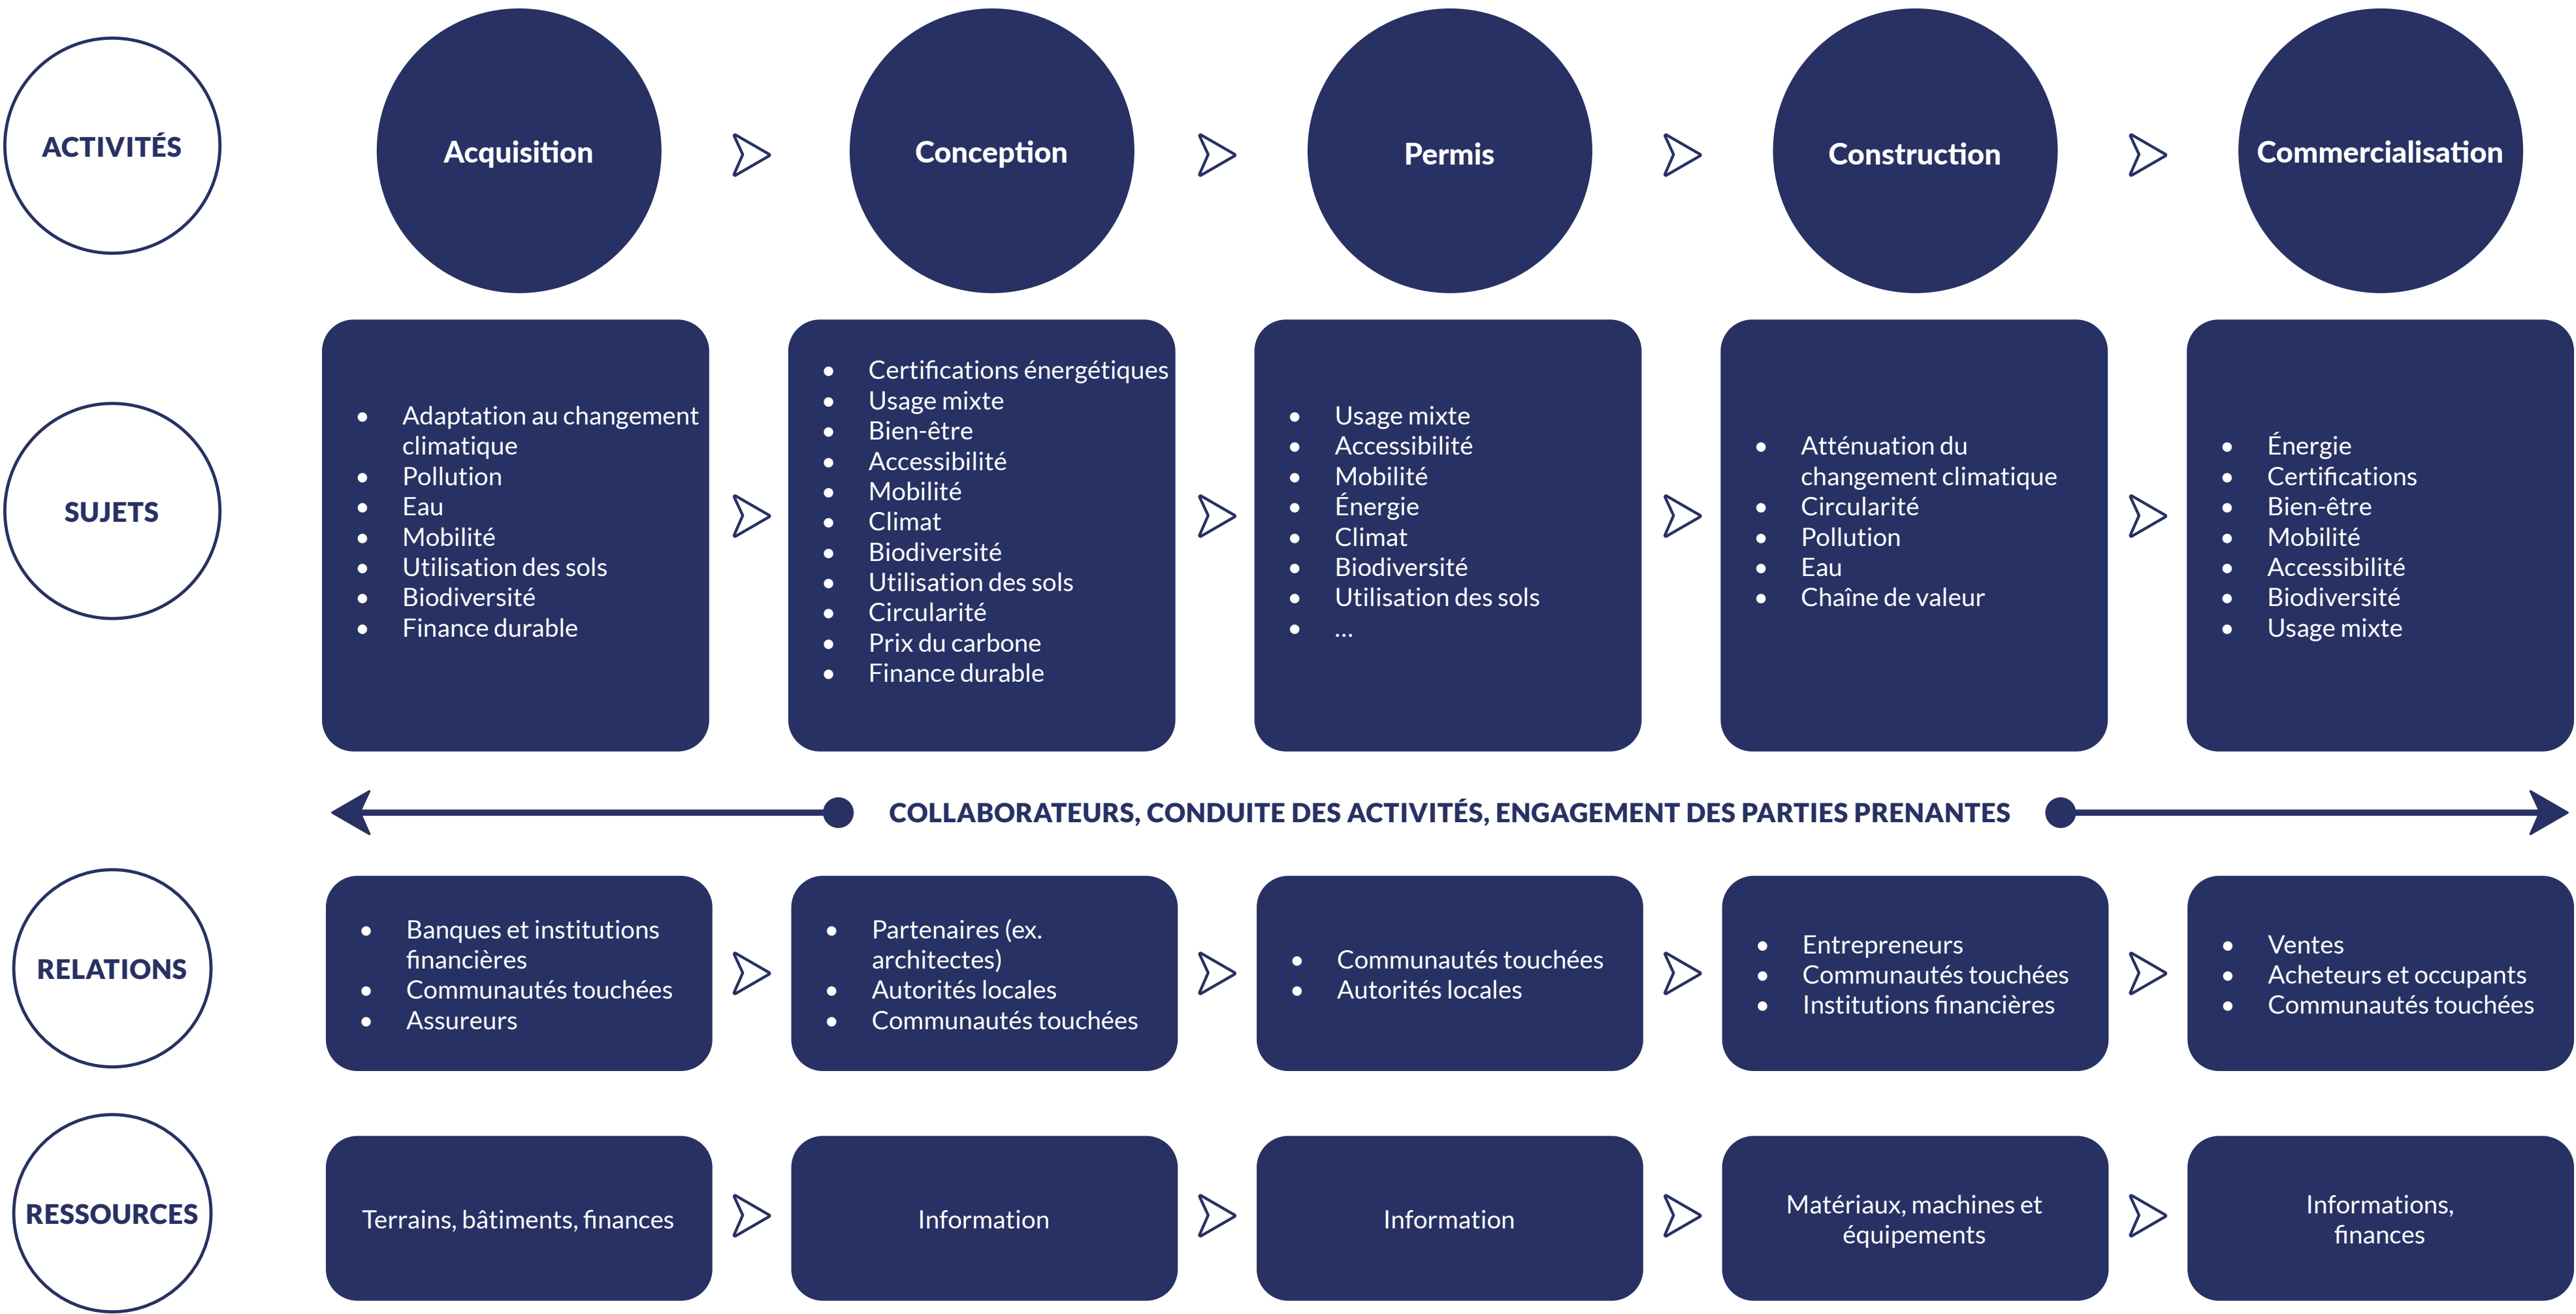 ACTIVITÉS
Acquisition
Conception
Permis
Construction
Commercialisation
SUJETS
• Adaptation au changement
climatique
• Pollution
• Eau
• Mobilité
• Utilisation des sols
• Biodiversité
• Finance durable
• Certifications énergétiques
• Usage mixte
• Bien-être
• Accessibilité
• Mobilité
• Climat
• Biodiversité
• Utilisation des sols
• Circularité
• Prix du carbone
• Finance durable
• Usage mixte
• Accessibilité
• Mobilité
• Énergie
• Climat
• Biodiversité
• Utilisation des sols
• ...
• Atténuation du
changement climatique
• Circularité
• Pollution
• Eau
• Chaîne de valeur
• Énergie
• Certifications
• Bien-être
• Mobilité
• Accessibilité
• Biodiversité
• Usage mixte
COLLABORATEURS, CONDUITE DES ACTIVITÉS, ENGAGEMENT DES PARTIES PRENANTES
RELATIONS
• Banques et institutions
financières
• Communautés touchées
• Assureurs
• Partenaires (ex.
architectes)
• Autorités locales
• Communautés touchées
• Communautés touchées
• Autorités locales
• Entrepreneurs
• Communautés touchées
• Institutions financières
• Ventes
• Acheteurs et occupants
• Communautés touchées
RESSOURCES
Terrains, bâtiments, finances
Information
Information
Matériaux, machines et
équipements
Informations,
finances